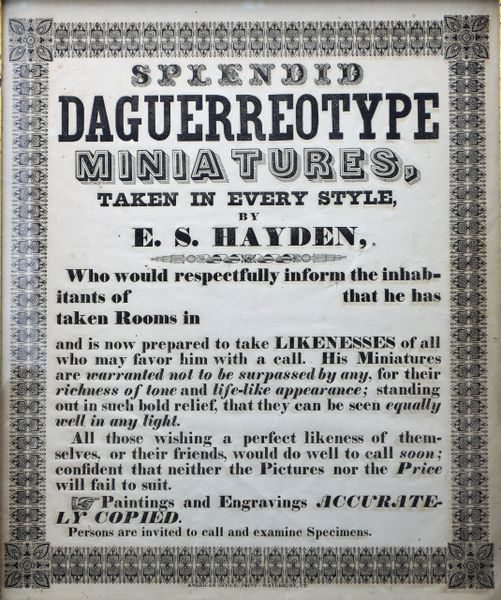 SPLENDID
DAGUERREOTYPE
MINIATURES,
TAKEN IN EVERY STYLE,
BY
E. S. HAYDEN,
Who would respectfully inform the inhab-
itants of that he has
taken Rooms in
and is now prepared to take LIKENESSES of all
who may favor him with a call. His Miniatures
are warranted not to be surpassed by any, for their
richness of tone and life-like appearance; standing
out in such bold relief, that they can be seen equally
well in any light.
All those wishing a perfect likeness of them-
selves, or their friends, would do well to call soon;
confident that neither the Pictures nor the Price
will fail to suit.
☞Paintings and Engravings ACCURATE-
LY COPIED.
Persons are invited to call and examine Specimens.
AMERICAN OFFICE PRINT—WATERBURY, CT.